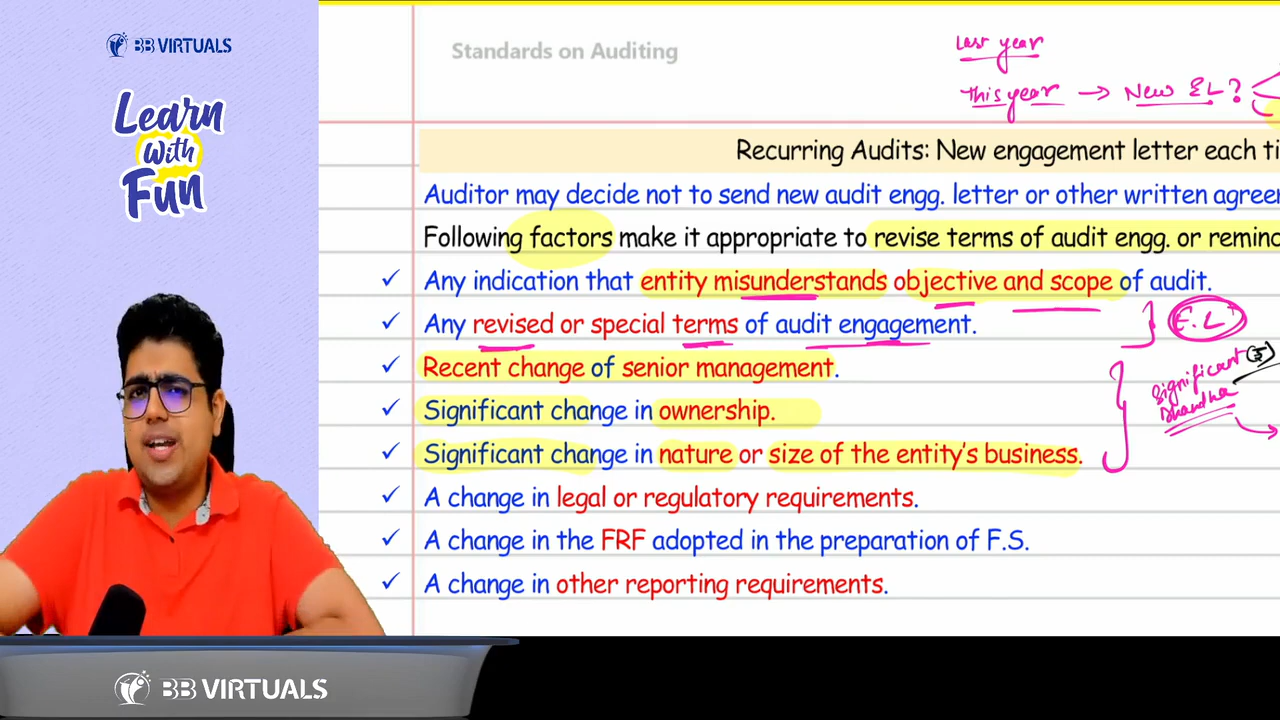 BB VIRTUALS
Learn
With
Fun
Standards on Auditing
Last year
This year → New EL?
Recurring Audits: New engagement letter each ti
Auditor may decide not to send new audit engg. letter or other written agreer
Following factors make it appropriate to revise terms of audit engg. or remind
✓ Any indication that entity misunderstands objective and scope of audit.
✓ Any revised or special terms of audit engagement.
E.L
✓ Recent change of senior management.
✓ Significant change in ownership.
✓ Significant change in nature or size of the entity's business.
Significant
Dhandha
✓ A change in legal or regulatory requirements.
✓ A change in the FRF adopted in the preparation of F.S.
✓ A change in other reporting requirements.
BB VIRTUALS